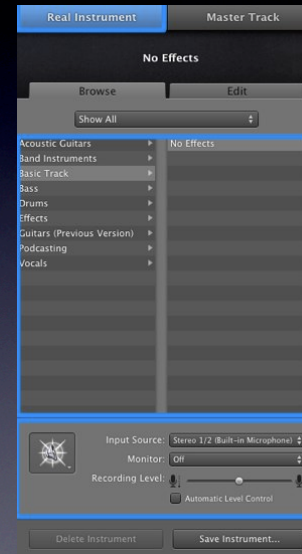 Real Instrument Master Track
No Effects
Browse Edit
Show All
Acoustic Guitars No Effects
Band Instruments
Basic Track
Bass
Drums
Effects
Guitars (Previous Version)
Podcasting
Vocals
Input Source: Stereo 1/2 (Built-in Microphone)
Monitor: Off
Recording Level:
Automatic Level Control
Delete Instrument Save Instrument...